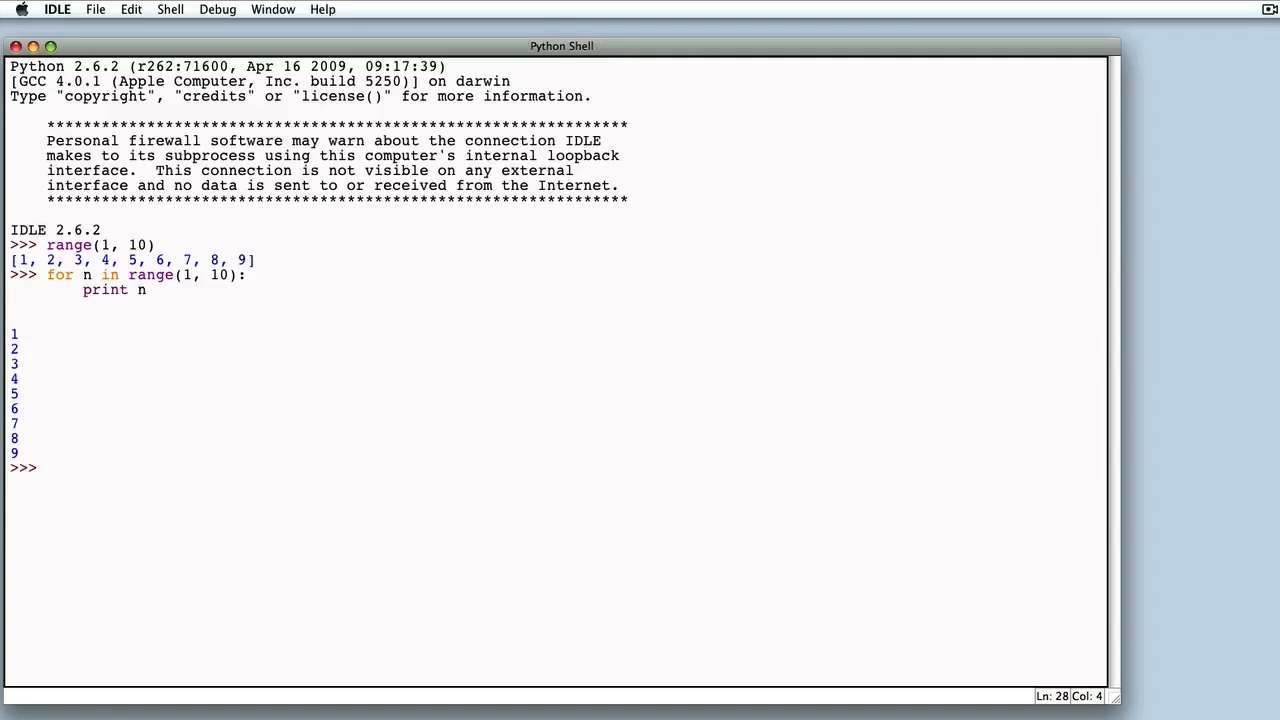 IDLE File Edit Shell Debug Window Help
Python Shell
Python 2.6.2 (r262:71600, Apr 16 2009, 09:17:39)
[GCC 4.0.1 (Apple Computer, Inc. build 5250)] on darwin
Type "copyright", "credits" or "license()" for more information.
****************************************************************
Personal firewall software may warn about the connection IDLE
makes to its subprocess using this computer's internal loopback
interface.  This connection is not visible on any external
interface and no data is sent to or received from the Internet.
****************************************************************
IDLE 2.6.2
>>> range(1, 10)
[1, 2, 3, 4, 5, 6, 7, 8, 9]
>>> for n in range(1, 10):
        print n
1
2
3
4
5
6
7
8
9
>>>
Ln: 28 Col: 4